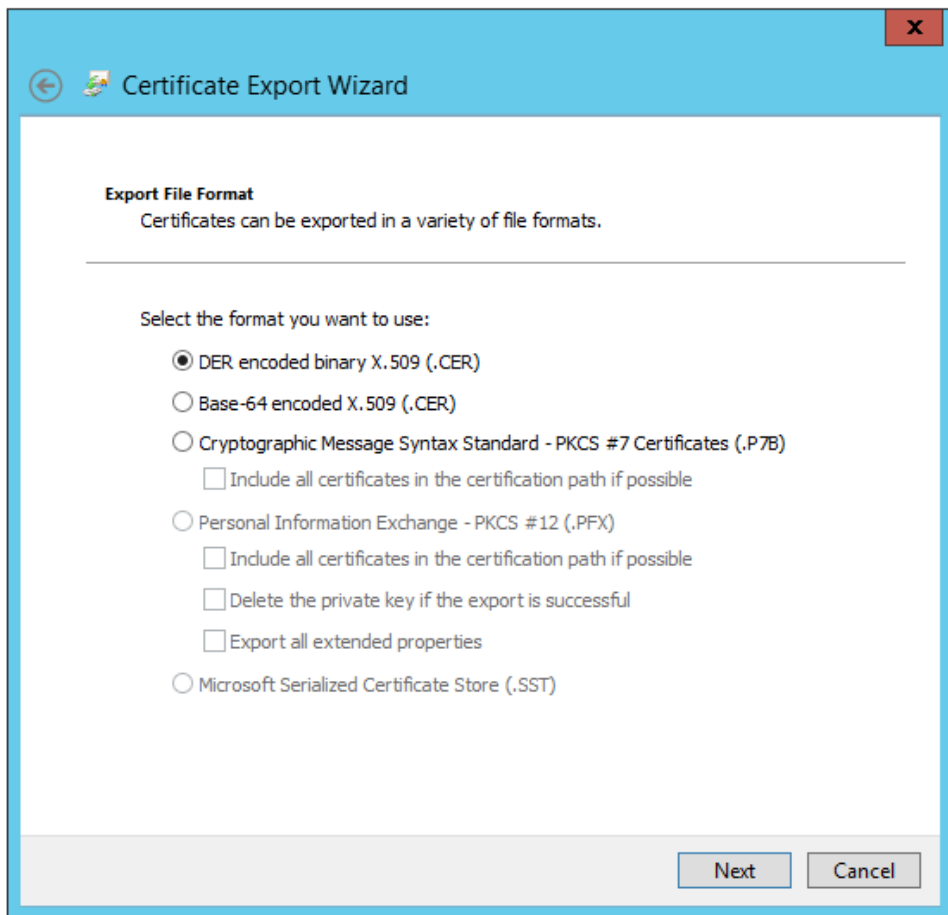 X
Certificate Export Wizard
Export File Format
Certificates can be exported in a variety of file formats.
Select the format you want to use:
DER encoded binary X.509 (.CER)
Base-64 encoded X.509 (.CER)
Cryptographic Message Syntax Standard - PKCS #7 Certificates (.P7B)
Include all certificates in the certification path if possible
Personal Information Exchange - PKCS #12 (.PFX)
Include all certificates in the certification path if possible
Delete the private key if the export is successful
Export all extended properties
Microsoft Serialized Certificate Store (.SST)
Next Cancel